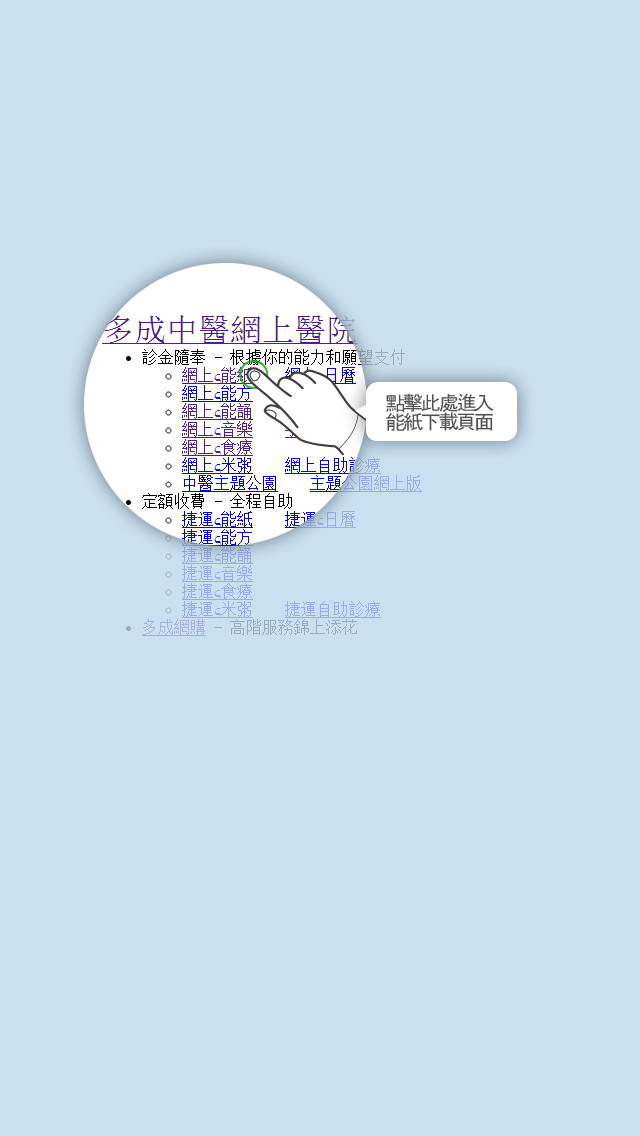 多成中醫網上醫院
診金隨奉 - 根據你的能力和願望支付
網上c能紙 網上c日曆
網上c能方
網上c能誦
網上c音樂
網上c食療
網上c米粥 網上自助診療
中醫主題公園 主題公園網上版
定額收費 - 全程自助
捷運c能紙 捷運c日曆
捷運c能方
捷運c能誦
捷運c音樂
捷運c食療
捷運c米粥 捷運自助診療
多成網購 - 高階服務錦上添花
點擊此處進入
能紙下載頁面